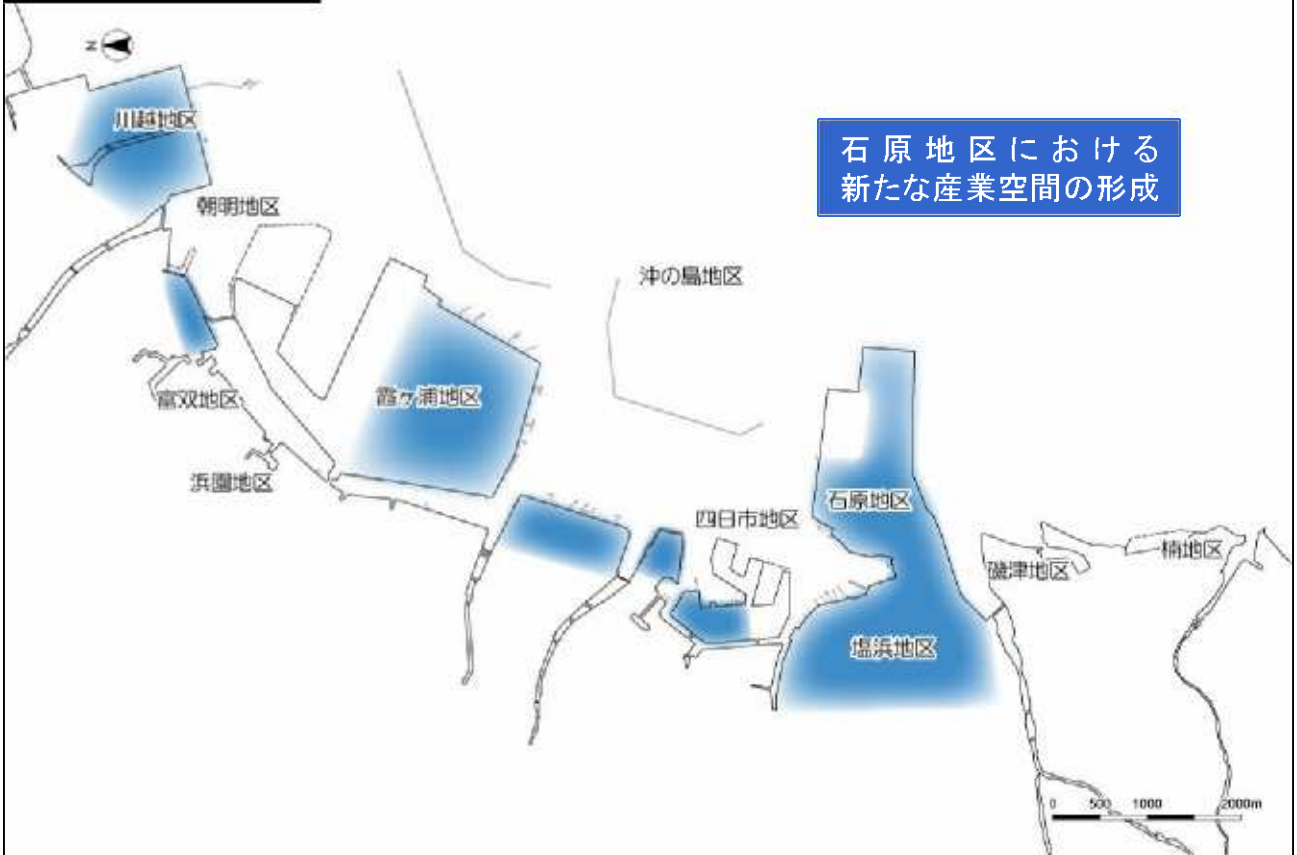 N
川越地区
石原地区における
新たな産業空間の形成
朝明地区
沖の島地区
富双地区
霞ヶ浦地区
浜園地区
石原地区
四日市地区
楠地区
磯津地区
塩浜地区
0 500 1000 2000m